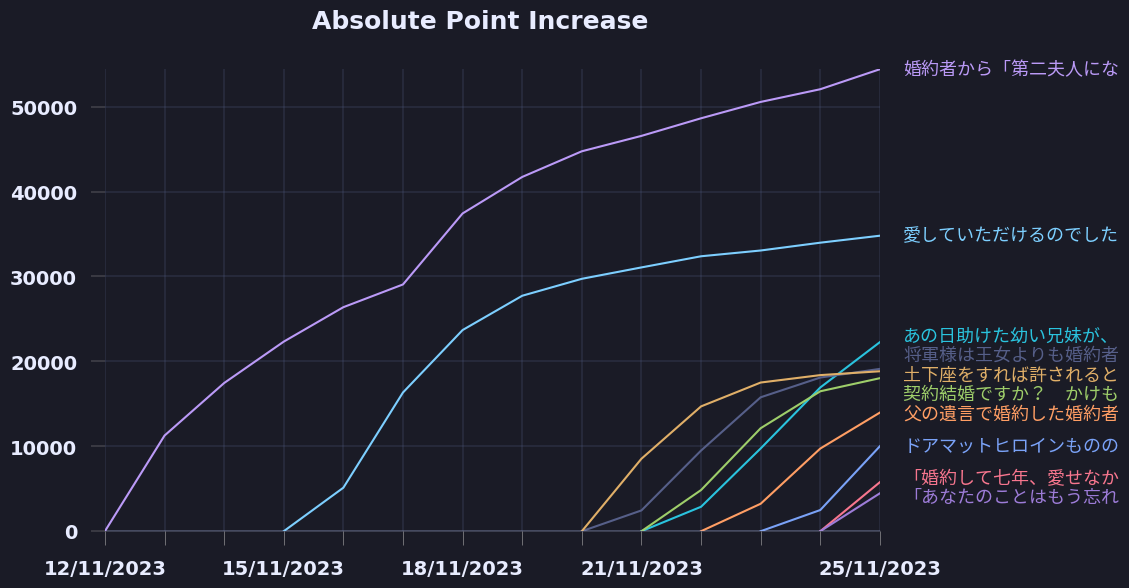 Absolute Point Increase
50000
40000
30000
20000
10000
0
12/11/2023
15/11/2023
18/11/2023
21/11/2023
25/11/2023
婚約者から「第二夫人にな
愛していただけるのでした
あの日助けた幼い兄妹が、
将軍様は王女よりも婚約者
土下座をすれば許されると
契約結婚ですか？　かけも
父の遺言で婚約した婚約者
ドアマットヒロインものの
「婚約して七年、愛せなか
「あなたのことはもう忘れ